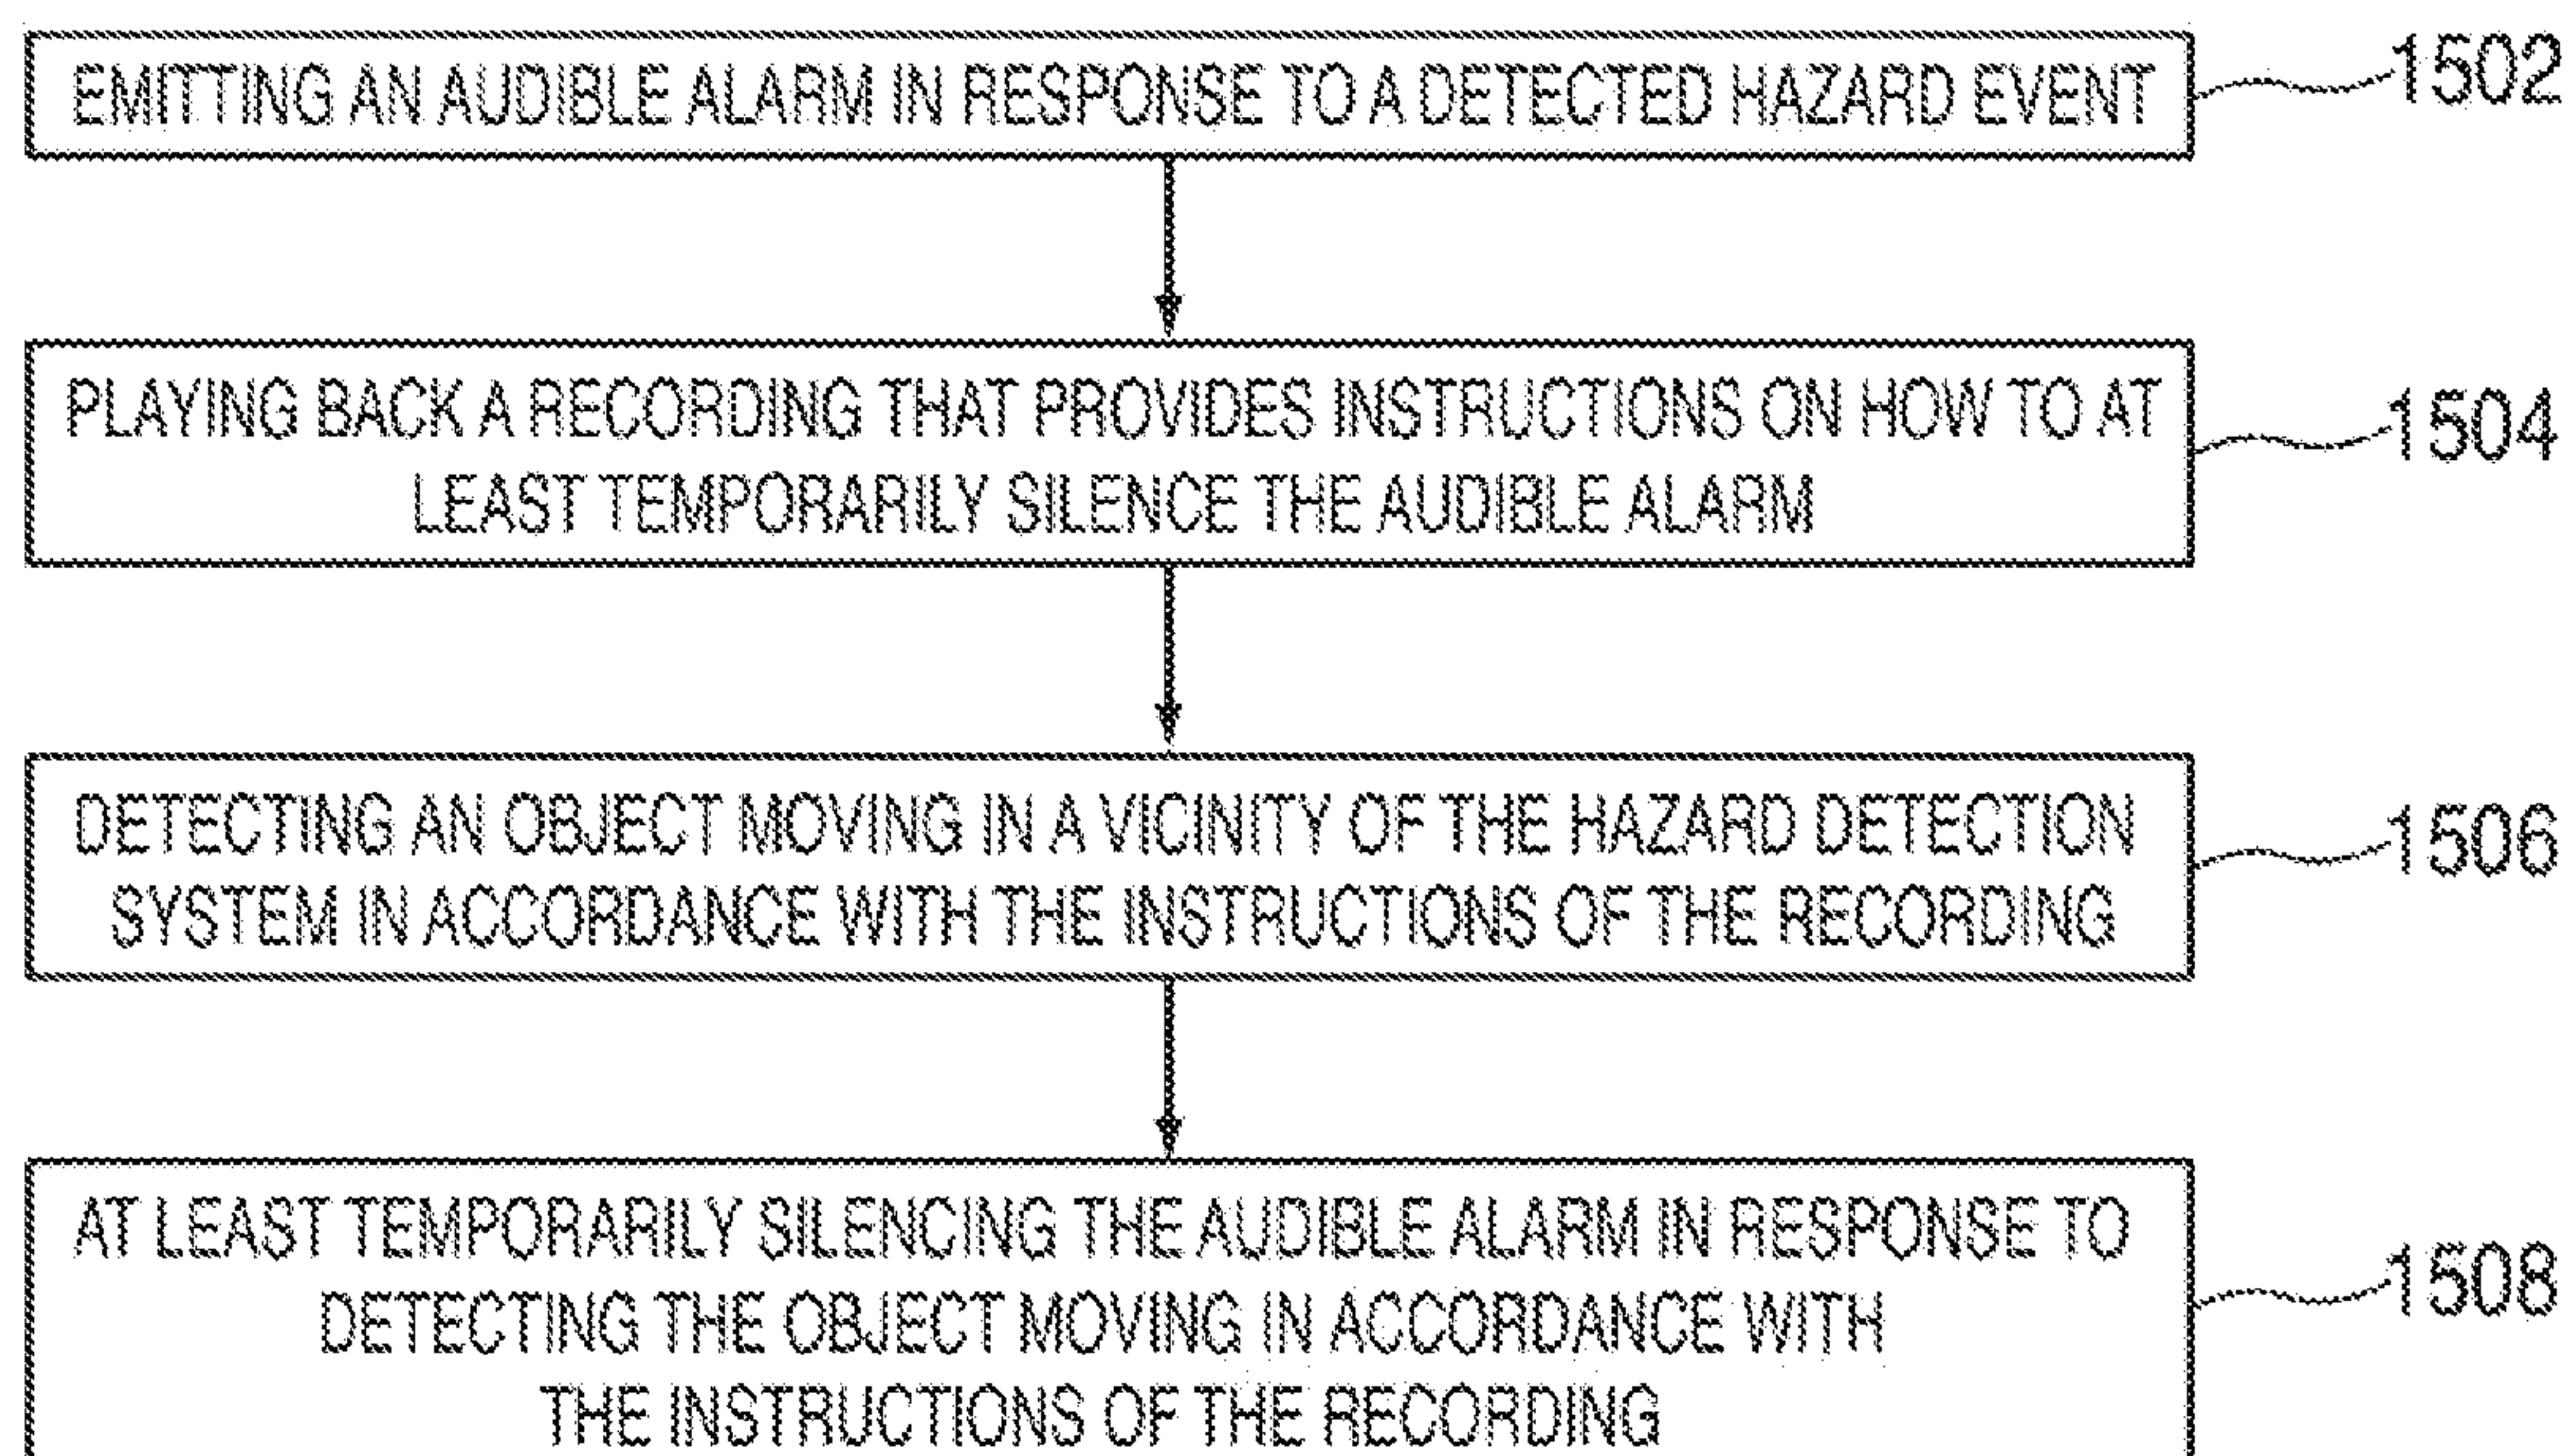 EMITTING AN AUDIBLE ALARM IN RESPONSE TO A DETECTED HAZARD EVENT
1502
PLAYING BACK A RECORDING THAT PROVIDES INSTRUCTIONS ON HOW TO AT
LEAST TEMPORARILY SILENCE THE AUDIBLE ALARM
1504
DETECTING AN OBJECT MOVING IN A VICINITY OF THE HAZARD DETECTION
SYSTEM IN ACCORDANCE WITH THE INSTRUCTIONS OF THE RECORDING
1506
AT LEAST TEMPORARILY SILENCING THE AUDIBLE ALARM IN RESPONSE TO
DETECTING THE OBJECT MOVING IN ACCORDANCE WITH
THE INSTRUCTIONS OF THE RECORDING
1508